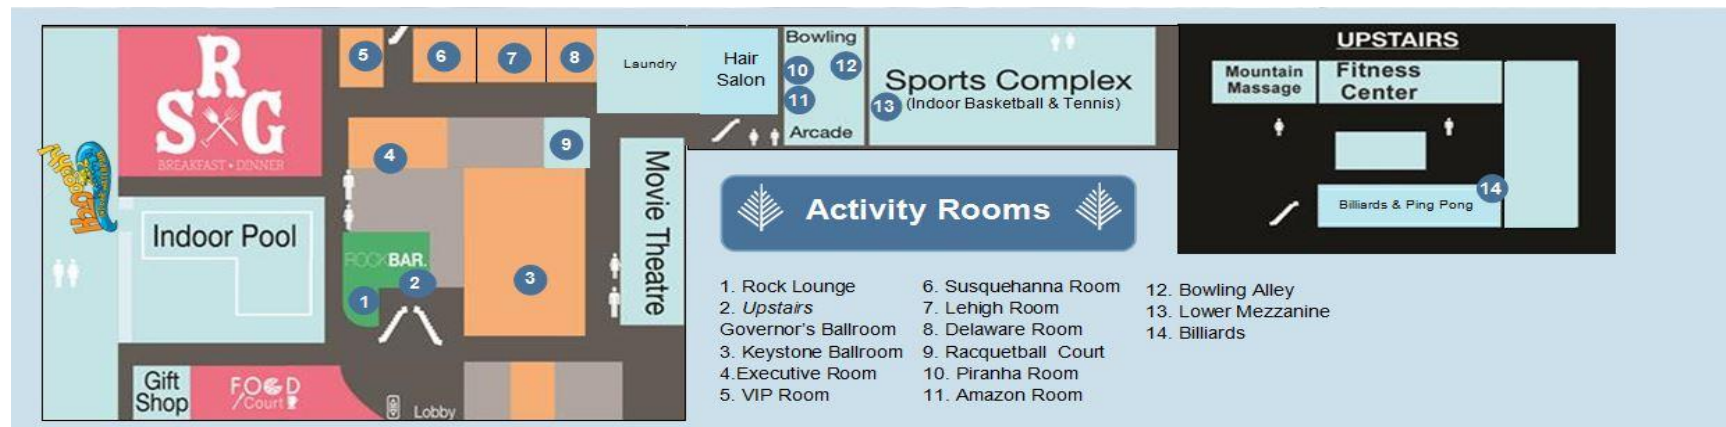 R
S G
BREAKFAST • DINNER
5
6
7
8
Laundry
Hair
Salon
Bowling
10
12
11
Arcade
Sports Complex
13
(Indoor Basketball & Tennis)
UPSTAIRS
Mountain
Massage
Fitness
Center
14
Billiards & Ping Pong
4
9
Movie Theatre
Indoor Pool
ROCKBAR.
1
2
3
Gift
Shop
FOOD
Court
Lobby
Activity Rooms
1. Rock Lounge
2. Upstairs
Governor's Ballroom
3. Keystone Ballroom
4.Executive Room
5. VIP Room
6. Susquehanna Room
7. Lehigh Room
8. Delaware Room
9. Racquetball Court
10. Piranha Room
11. Amazon Room
12. Bowling Alley
13. Lower Mezzanine
14. Billiards